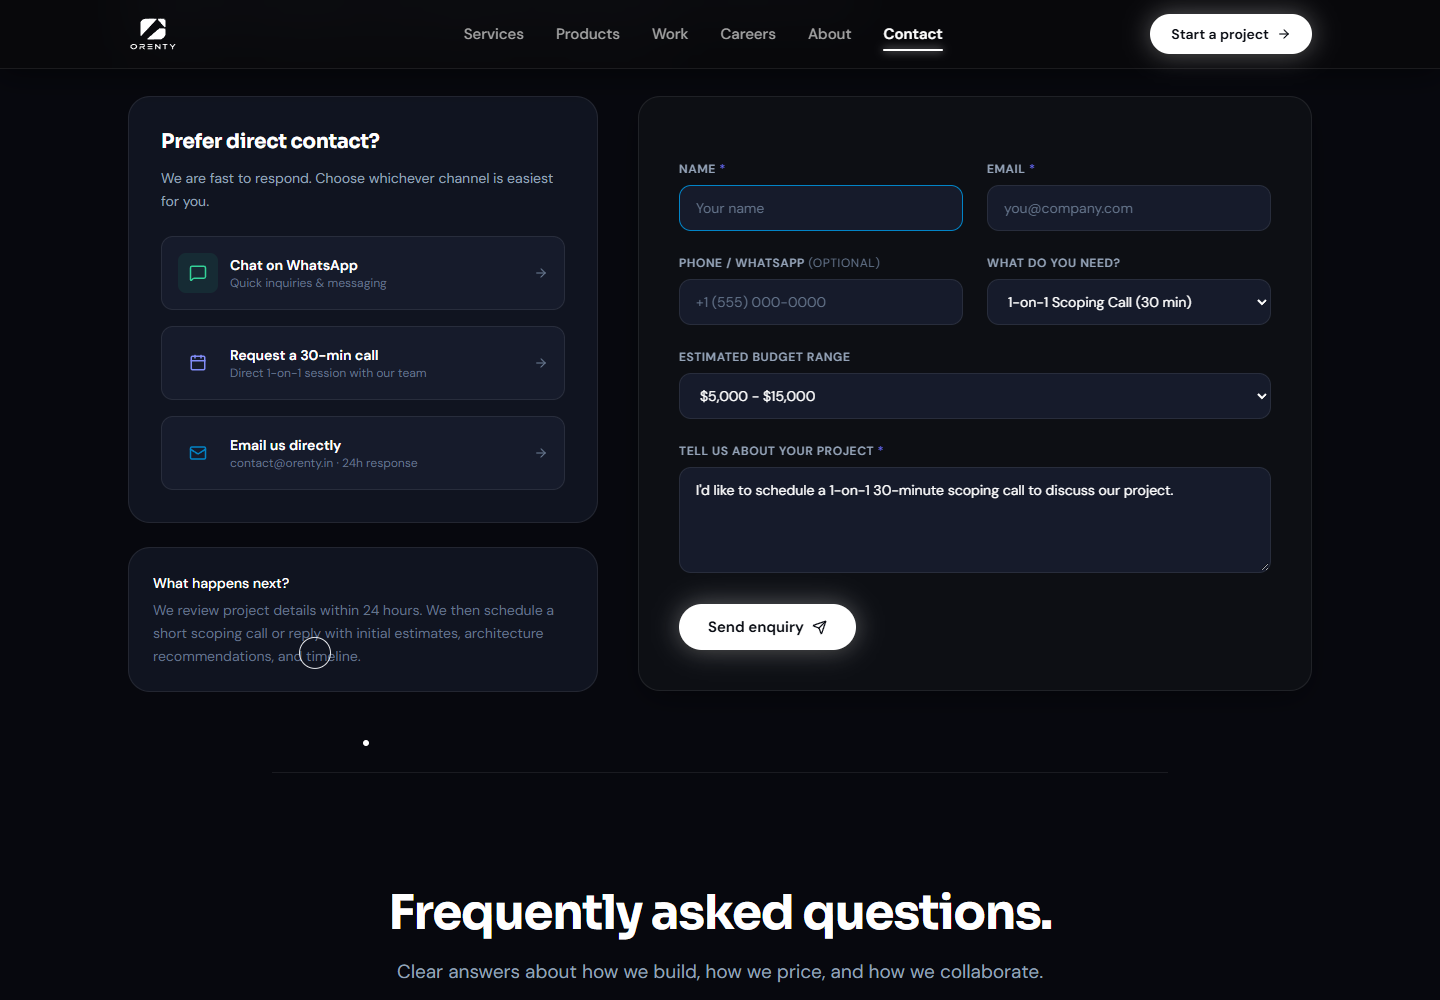 ORENTY
Services
Products
Work
Careers
About
Contact
Start a project
Prefer direct contact?
We are fast to respond. Choose whichever channel is easiest
for you.
Chat on WhatsApp
Quick inquiries & messaging
Request a 30-min call
Direct 1-on-1 session with our team
Email us directly
contact@orenty.in · 24h response
What happens next?
We review project details within 24 hours. We then schedule a
short scoping call or reply with initial estimates, architecture
recommendations, and timeline.
NAME *
Your name
EMAIL *
you@company.com
PHONE / WHATSAPP (OPTIONAL)
+1 (555) 000-0000
WHAT DO YOU NEED?
1-on-1 Scoping Call (30 min)
ESTIMATED BUDGET RANGE
$5,000 - $15,000
TELL US ABOUT YOUR PROJECT *
I'd like to schedule a 1-on-1 30-minute scoping call to discuss our project.
Send enquiry
Frequently asked questions.
Clear answers about how we build, how we price, and how we collaborate.